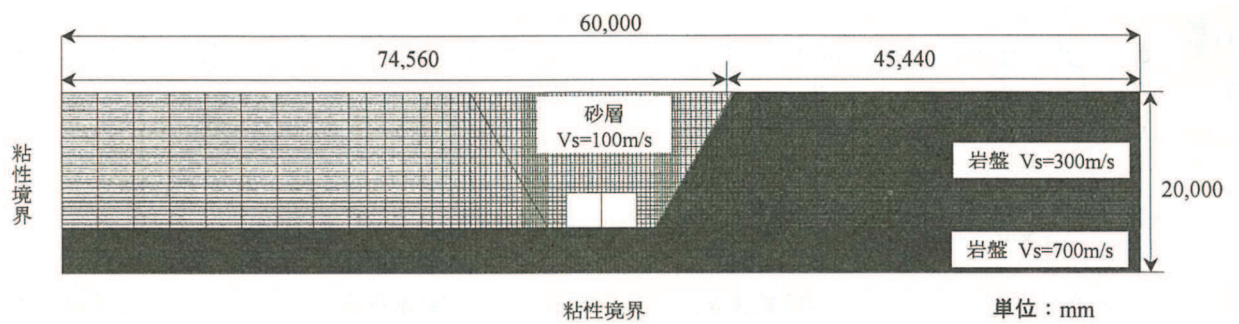 60,000
74,560
45,440
砂層
Vs=100m/s
粘性境界
岩盤 Vs=300m/s
20,000
岩盤 Vs=700m/s
粘性境界
単位：mm